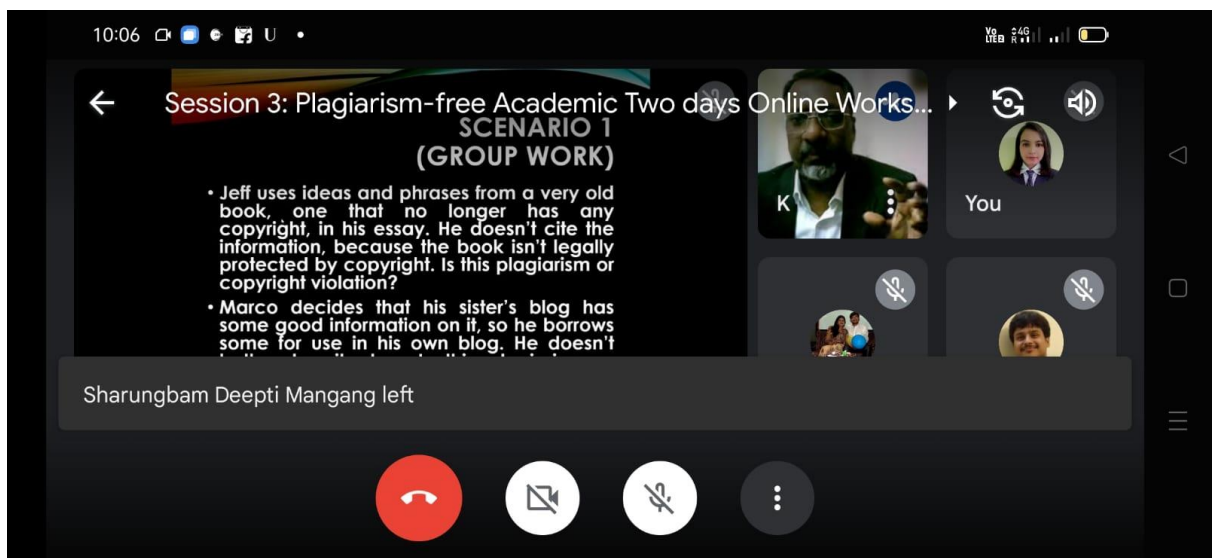 10:06
U
Vo LTE 2 4G R
Session 3: Plagiarism-free Academic Two days Online Works...
SCENARIO 1
(GROUP WORK)
• Jeff uses ideas and phrases from a very old
book, one that no longer has any
copyright, in his essay. He doesn't cite the
information, because the book isn't legally
protected by copyright. Is this plagiarism or
copyright violation?
• Marco decides that his sister's blog has
some good information on it, so he borrows
some for use in his own blog. He doesn't
K
You
Sharungbam Deepti Mangang left